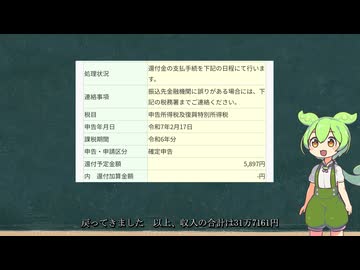 処理状況 還付金の支払手続を下記の日程にて行いま
す。
連絡事項 振込先金融機関に誤りがある場合には、下
記の税務署までご連絡ください。
税目 申告所得税及復興特別所得税
申告年月日 令和7年2月17日
課税期間 令和6年分
申告・申請区分 確定申告
還付予定金額 5,897円
内 還付加算金額 -円
戻ってきました 以上、収入の合計は31万7161円